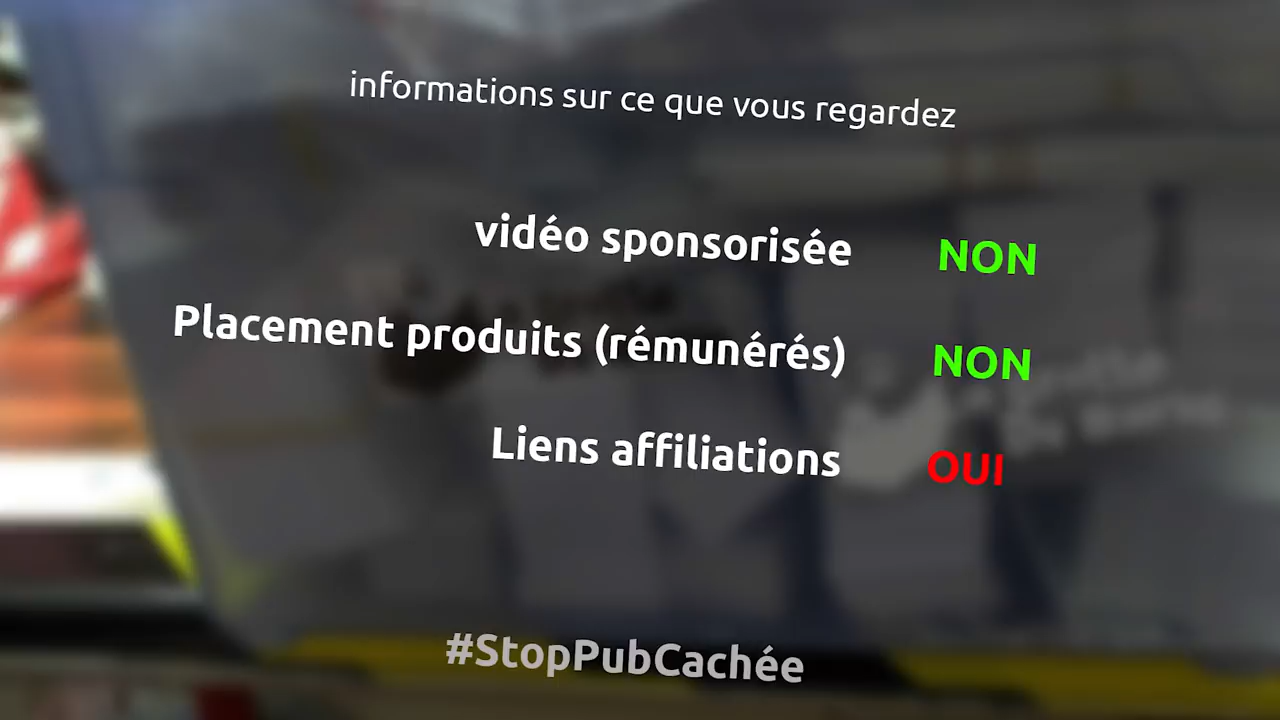 informations sur ce que vous regardez
vidéo sponsorisée NON
Placement produits (rémunérés) NON
Liens affiliations OUI
#StopPubCachée